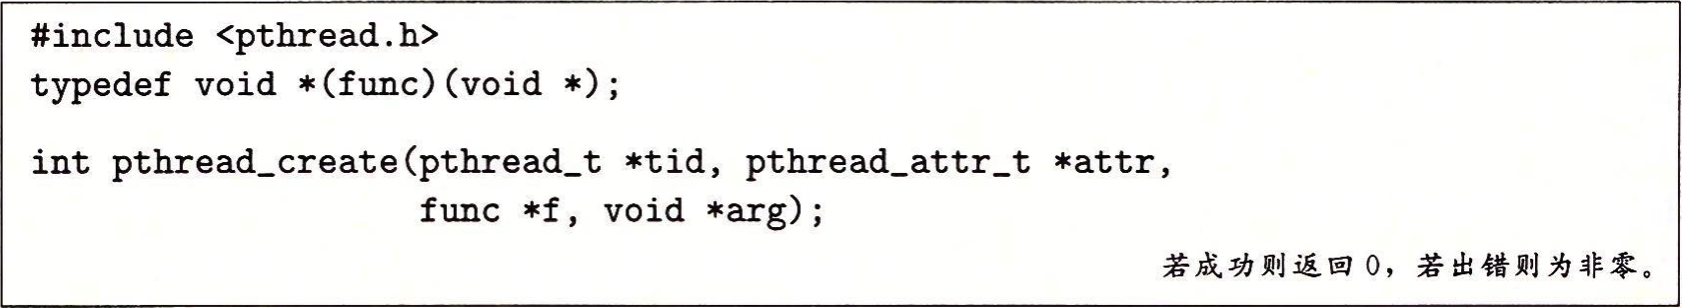 #include <pthread.h>
typedef void *(func)(void *);
int pthread_create(pthread_t *tid, pthread_attr_t *attr,
func *f, void *arg);
若成功则返回 0，若出错则为非零。